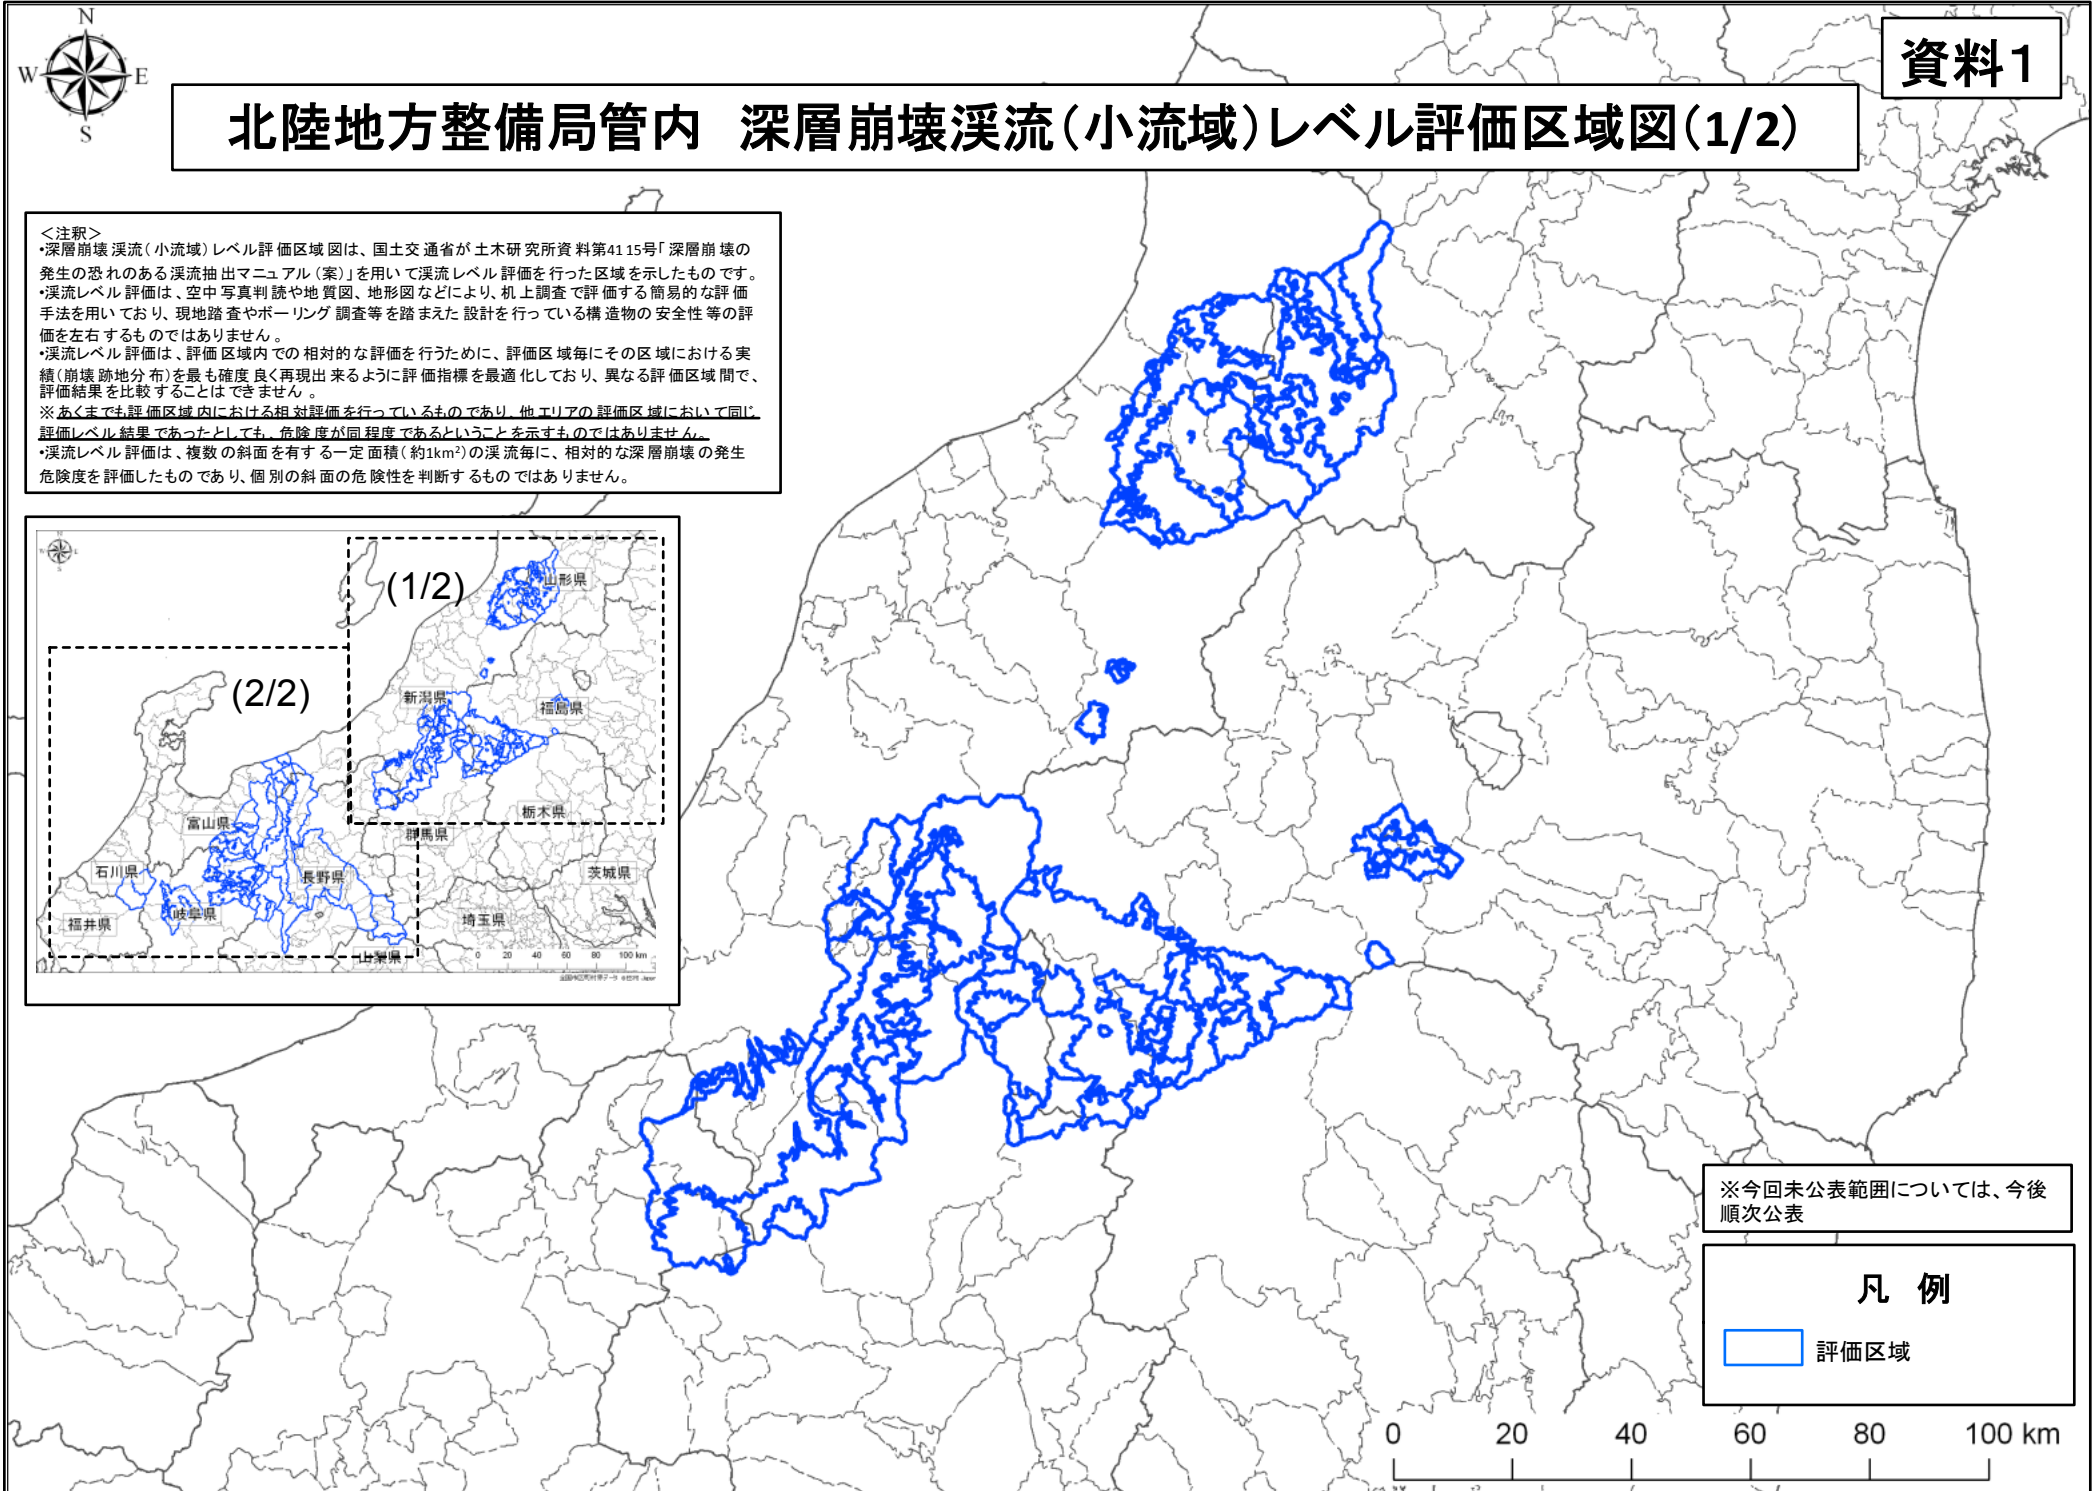 N
W
E
S
資料1
北陸地方整備局管内 深層崩壊渓流(小流域)レベル評価区域図(1/2)
<注釈>
・深層崩壊渓流(小流域)レベル評価区域図は、国土交通省が土木研究所資料第4115号「深層崩壊の
発生の恐れのある渓流抽出マニュアル(案)」を用いて渓流レベル評価を行った区域を示したものです。
・渓流レベル評価は、空中写真判読や地質図、地形図などにより、机上調査で評価する簡易的な評価
手法を用いており、現地踏査やボーリング調査等を踏まえた設計を行っている構造物の安全性等の評
価を左右するものではありません。
・渓流レベル評価は、評価区域内での相対的な評価を行うために、評価区域毎にその区域における実
績(崩壊跡地分布)を最も確度良く再現出来るように評価指標を最適化しており、異なる評価区域間で、
評価結果を比較することはできません。
※あくまでも評価区域内における相対評価を行っているものであり、他エリアの評価区域において同じ
評価レベル結果であったとしても、危険度が同程度であるということを示すものではありません。
・渓流レベル評価は、複数の斜面を有する一定面積(約1km²)の渓流毎に、相対的な深層崩壊の発生
危険度を評価したものであり、個別の斜面の危険性を判断するものではありません。
(1/2)
山形県
(2/2)
新潟県
福島県
富山県
栃木県
群馬県
石川県
長野県
茨城県
福井県
岐阜県
埼玉県
山梨県
0 20 40 60 80 100 km
※今回未公表範囲については、今後
順次公表
凡 例
評価区域
0 20 40 60 80 100 km